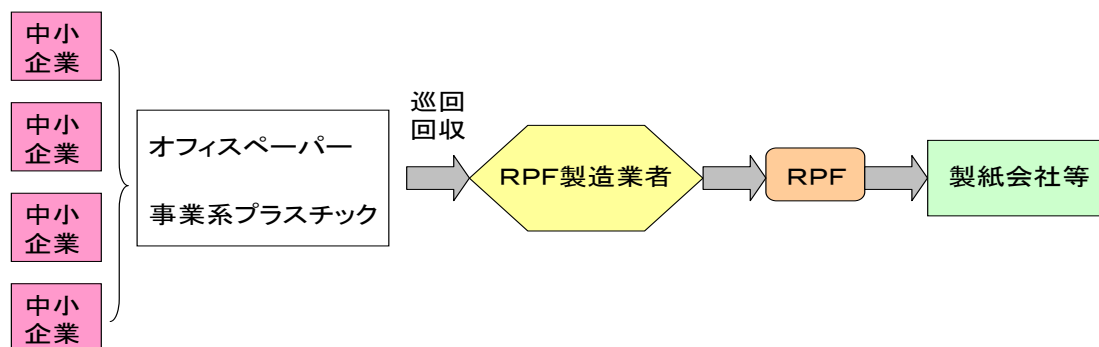 中小
企業
中小
企業
中小
企業
中小
企業
オフィスペーパー
事業系プラスチック
巡回
回収
RPF製造業者
RPF
製紙会社等